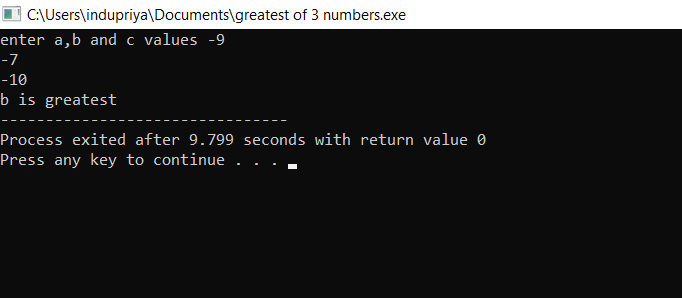 C:\Users\indupriya\Documents\greatest of 3 numbers.exe
enter a,b and c values -9
-7
-10
b is greatest
--------------------------------
Process exited after 9.799 seconds with return value 0
Press any key to continue . . .